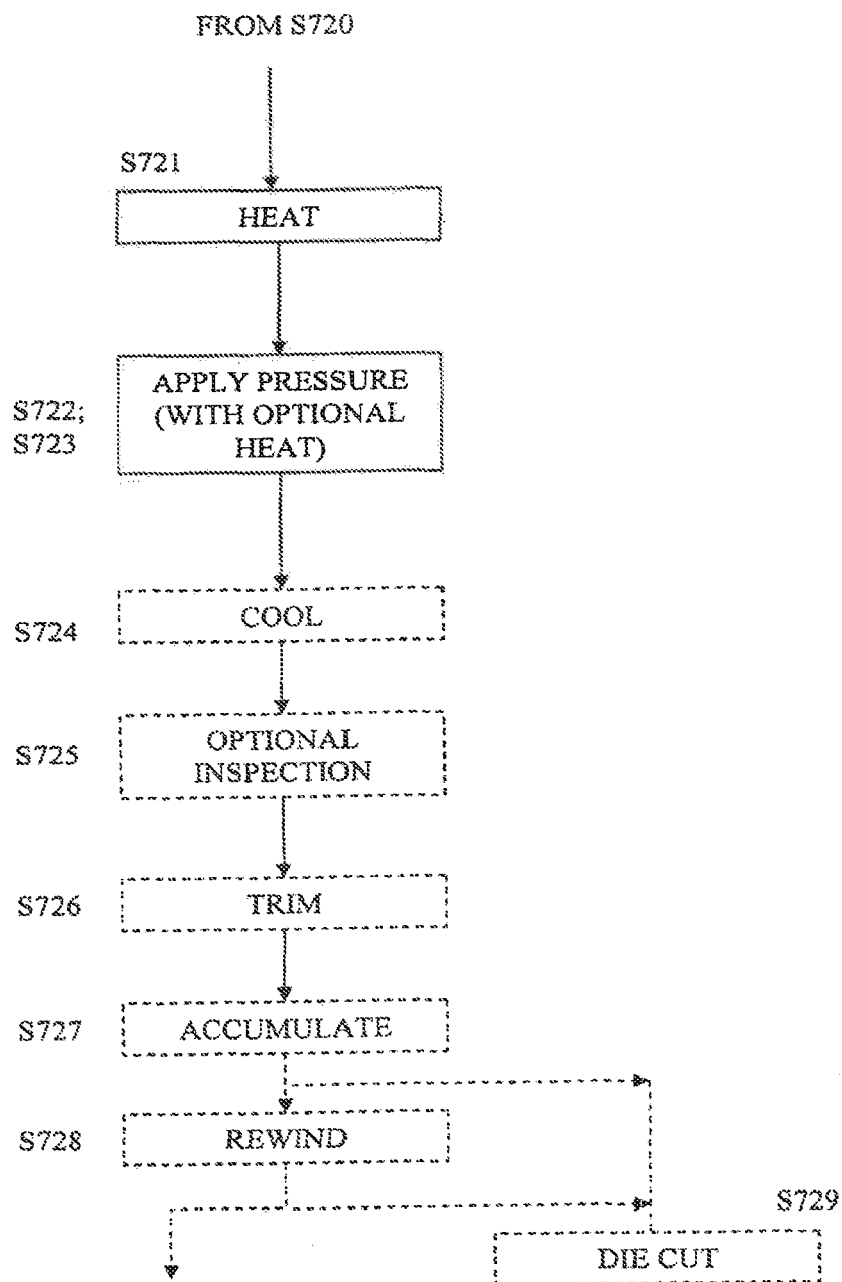 FROM S720
S721
HEAT
S722;
S723
APPLY PRESSURE
(WITH OPTIONAL
HEAT)
S724
COOL
S725
OPTIONAL
INSPECTION
S726
TRIM
S727
ACCUMULATE
S728
REWIND
S729
DIE CUT